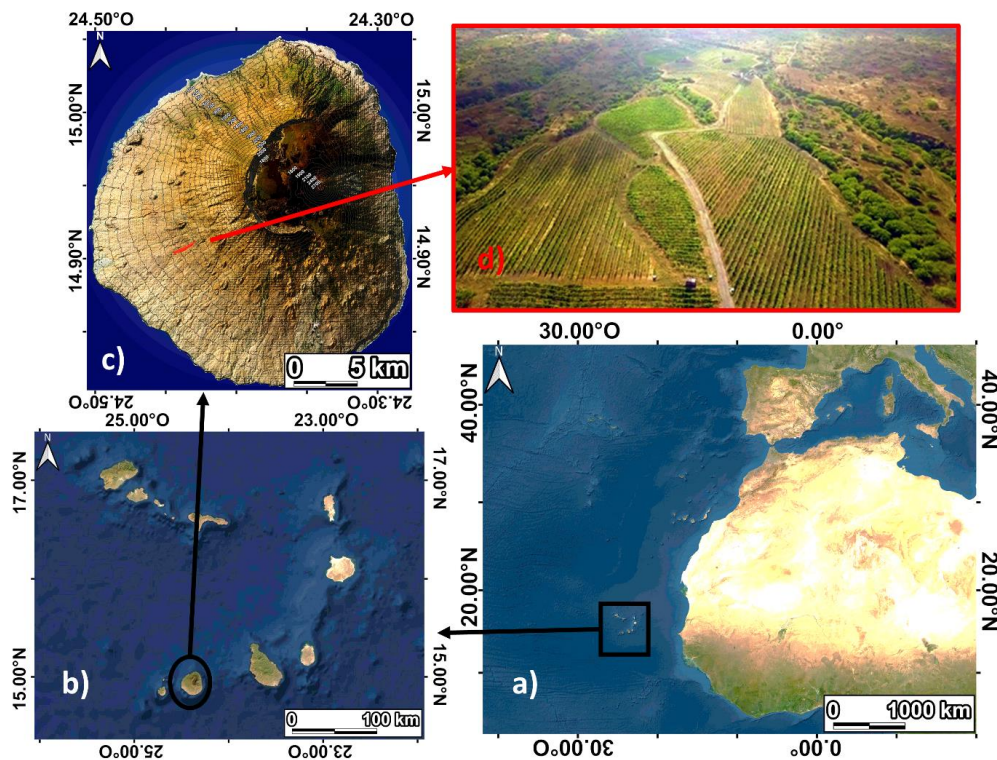 24.50°O 24.30°O
N
15.00°N 15.00°N
14.90°N 14.90°N
c)
0 5 km
24.50°O 24.30°O
d)
25.00°O 23.00°O
N
17.00°N 17.00°N
15.00°N 15.00°N
b)
0 100 km
25.00°O 23.00°O
30.00°O 0.00°
N
40.00°N 40.00°N
20.00°N 20.00°N
a)
0 1000 km
30.00°O 0.00°